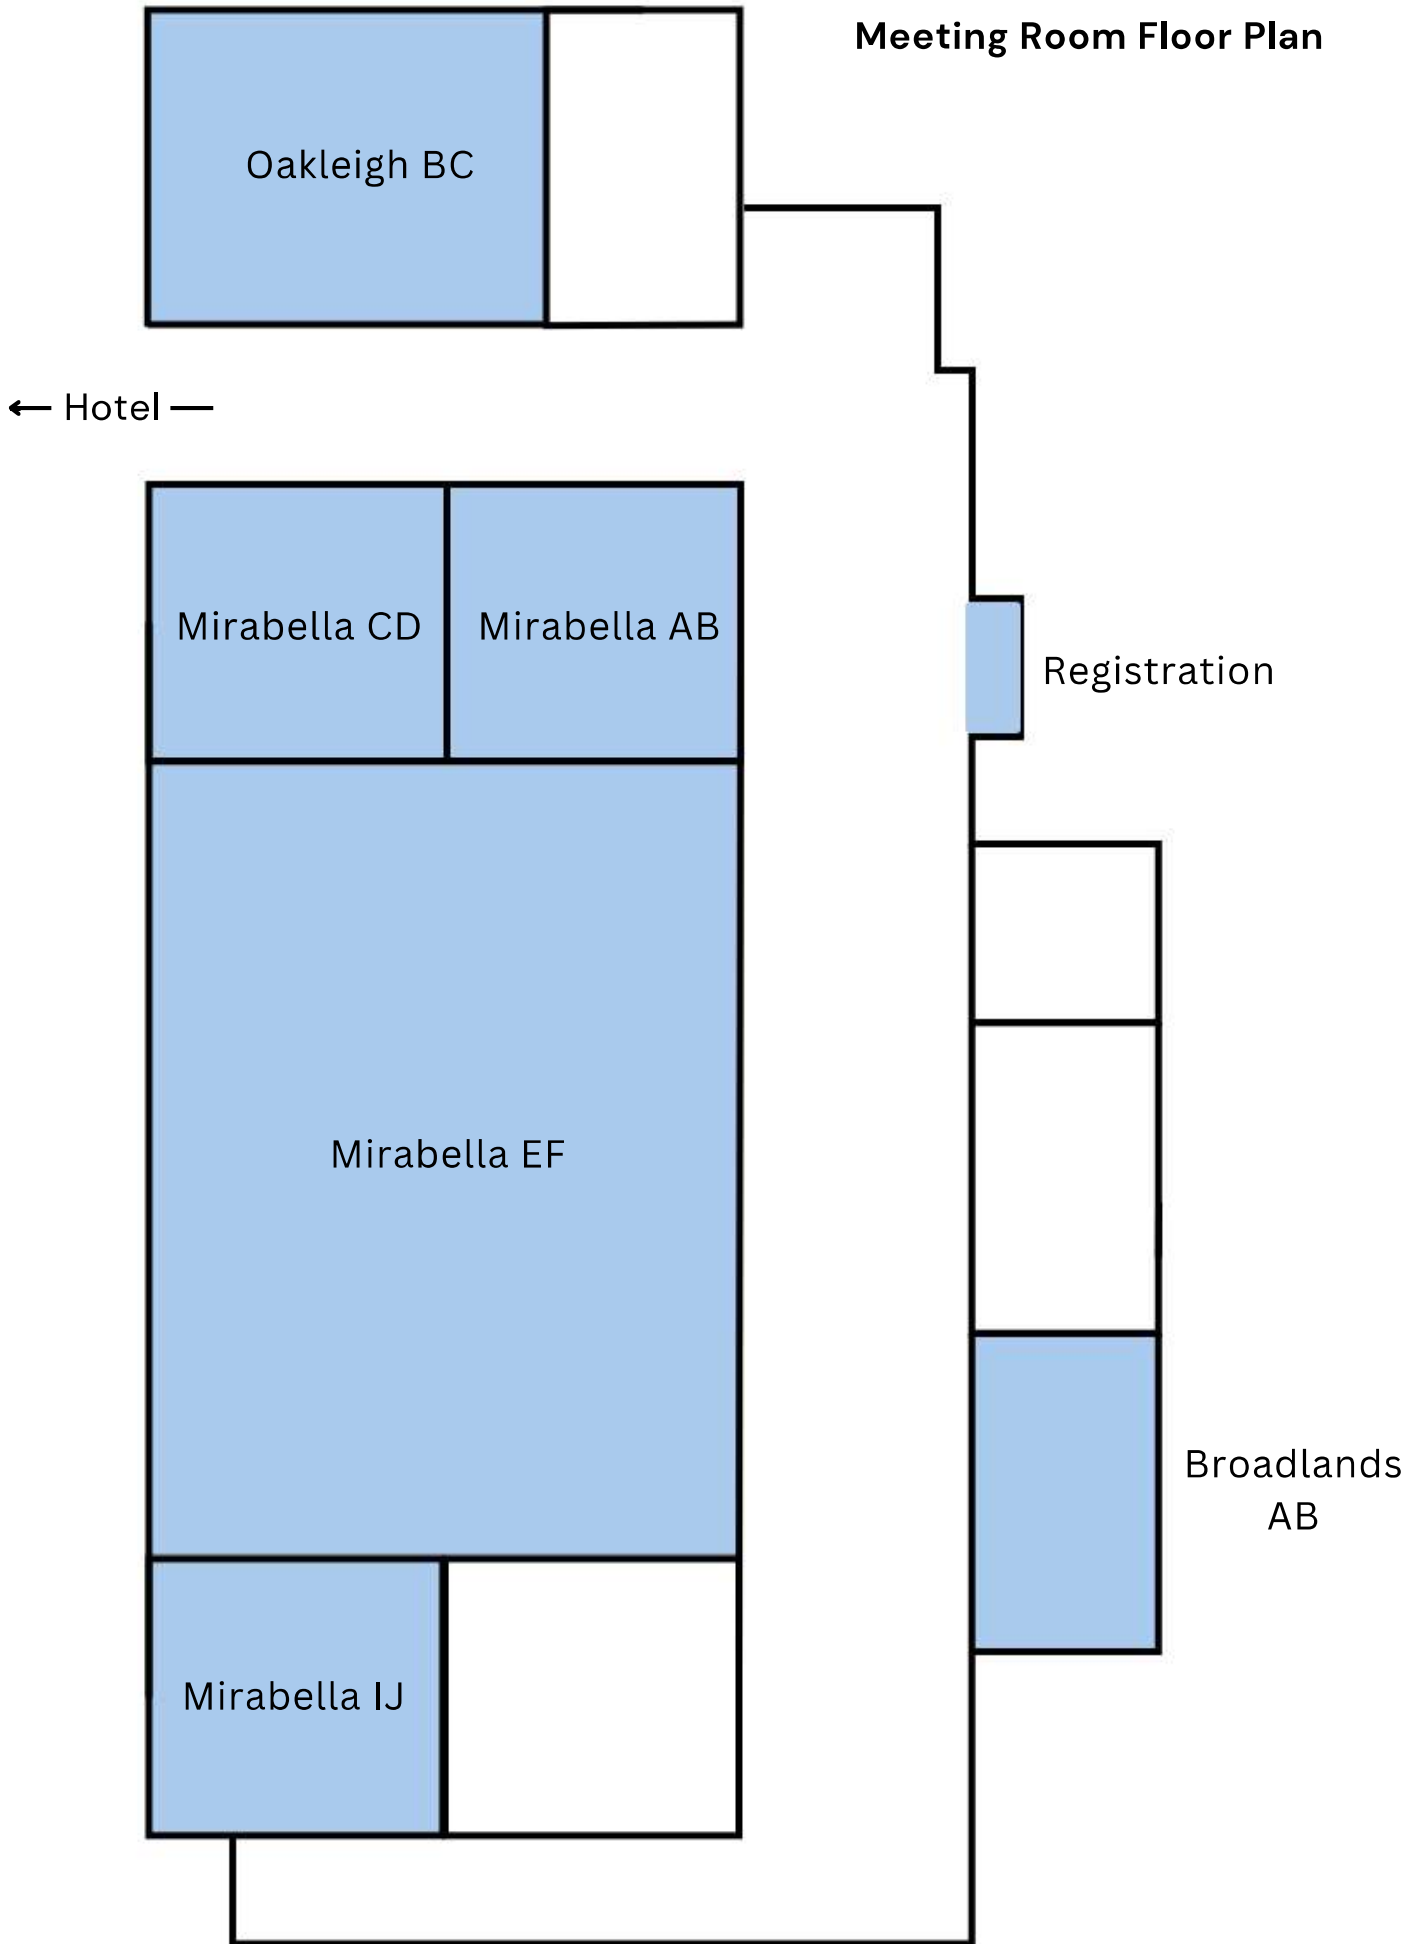 Meeting Room Floor Plan
Oakleigh BC
← Hotel —
Mirabella CD
Mirabella AB
Registration
Mirabella EF
Broadlands
AB
Mirabella IJ